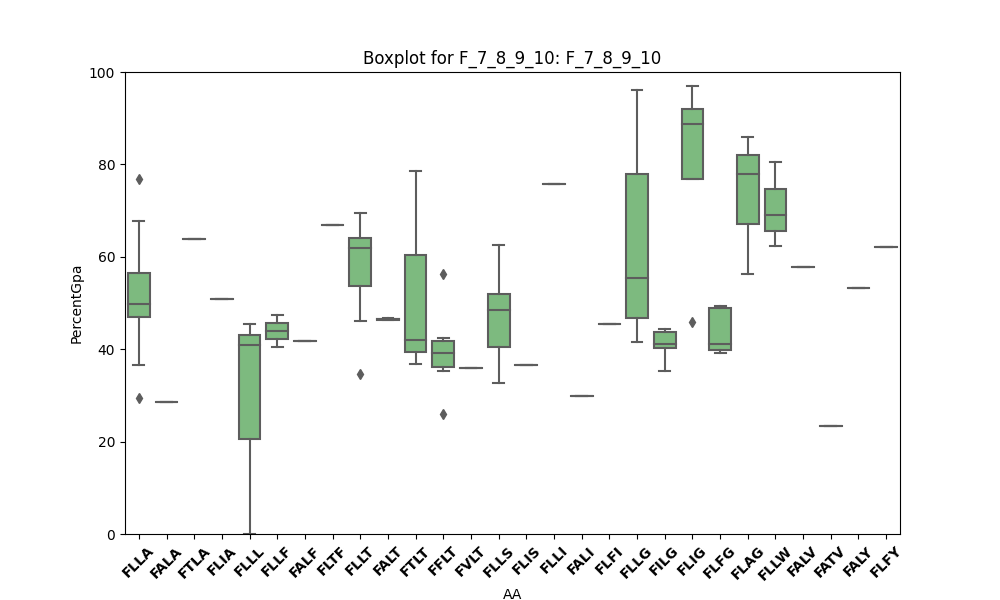 Boxplot for F_7_8_9_10: F_7_8_9_10
100
80
60
40
20
0
PercentGpa
FLLA FALA FTLA FLIA FLLL FLLF FALF FLTF FLLT FALT FTLT FFLT FVLT FLLS FLIS FLLI FALI FLFI FLLG FILG FLIG FLFG FLAG FLLW FALV FATV FALY FLFY
AA